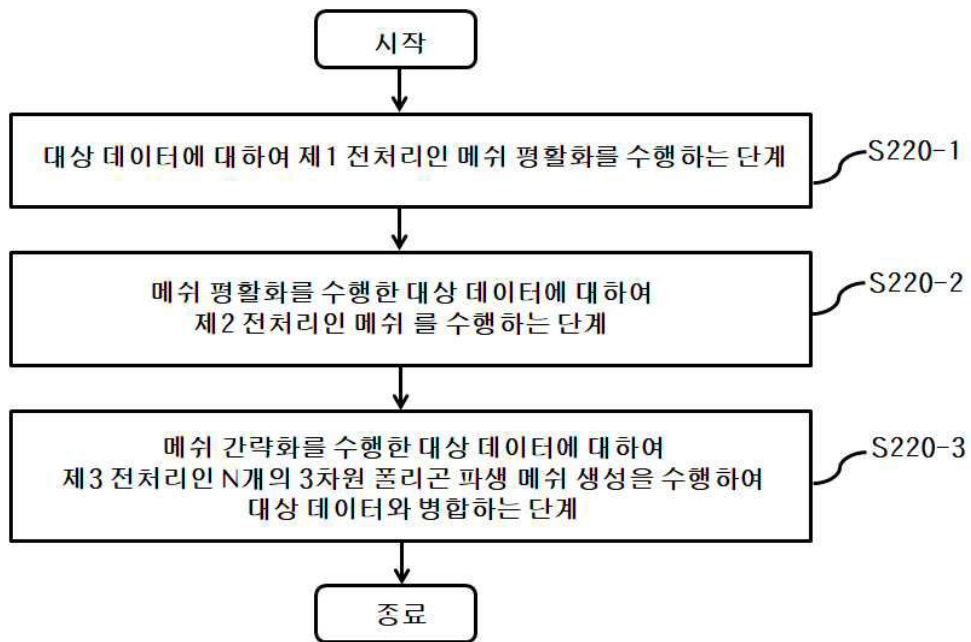 시작
대상 데이터에 대하여 제1 전처리인 메쉬 평활화를 수행하는 단계
S220-1
메쉬 평활화를 수행한 대상 데이터에 대하여
제2 전처리인 메쉬 를 수행하는 단계
S220-2
메쉬 간략화를 수행한 대상 데이터에 대하여
제3 전처리인 N개의 3차원 폴리곤 파생 메쉬 생성을 수행하여
대상 데이터와 병합하는 단계
S220-3
종료